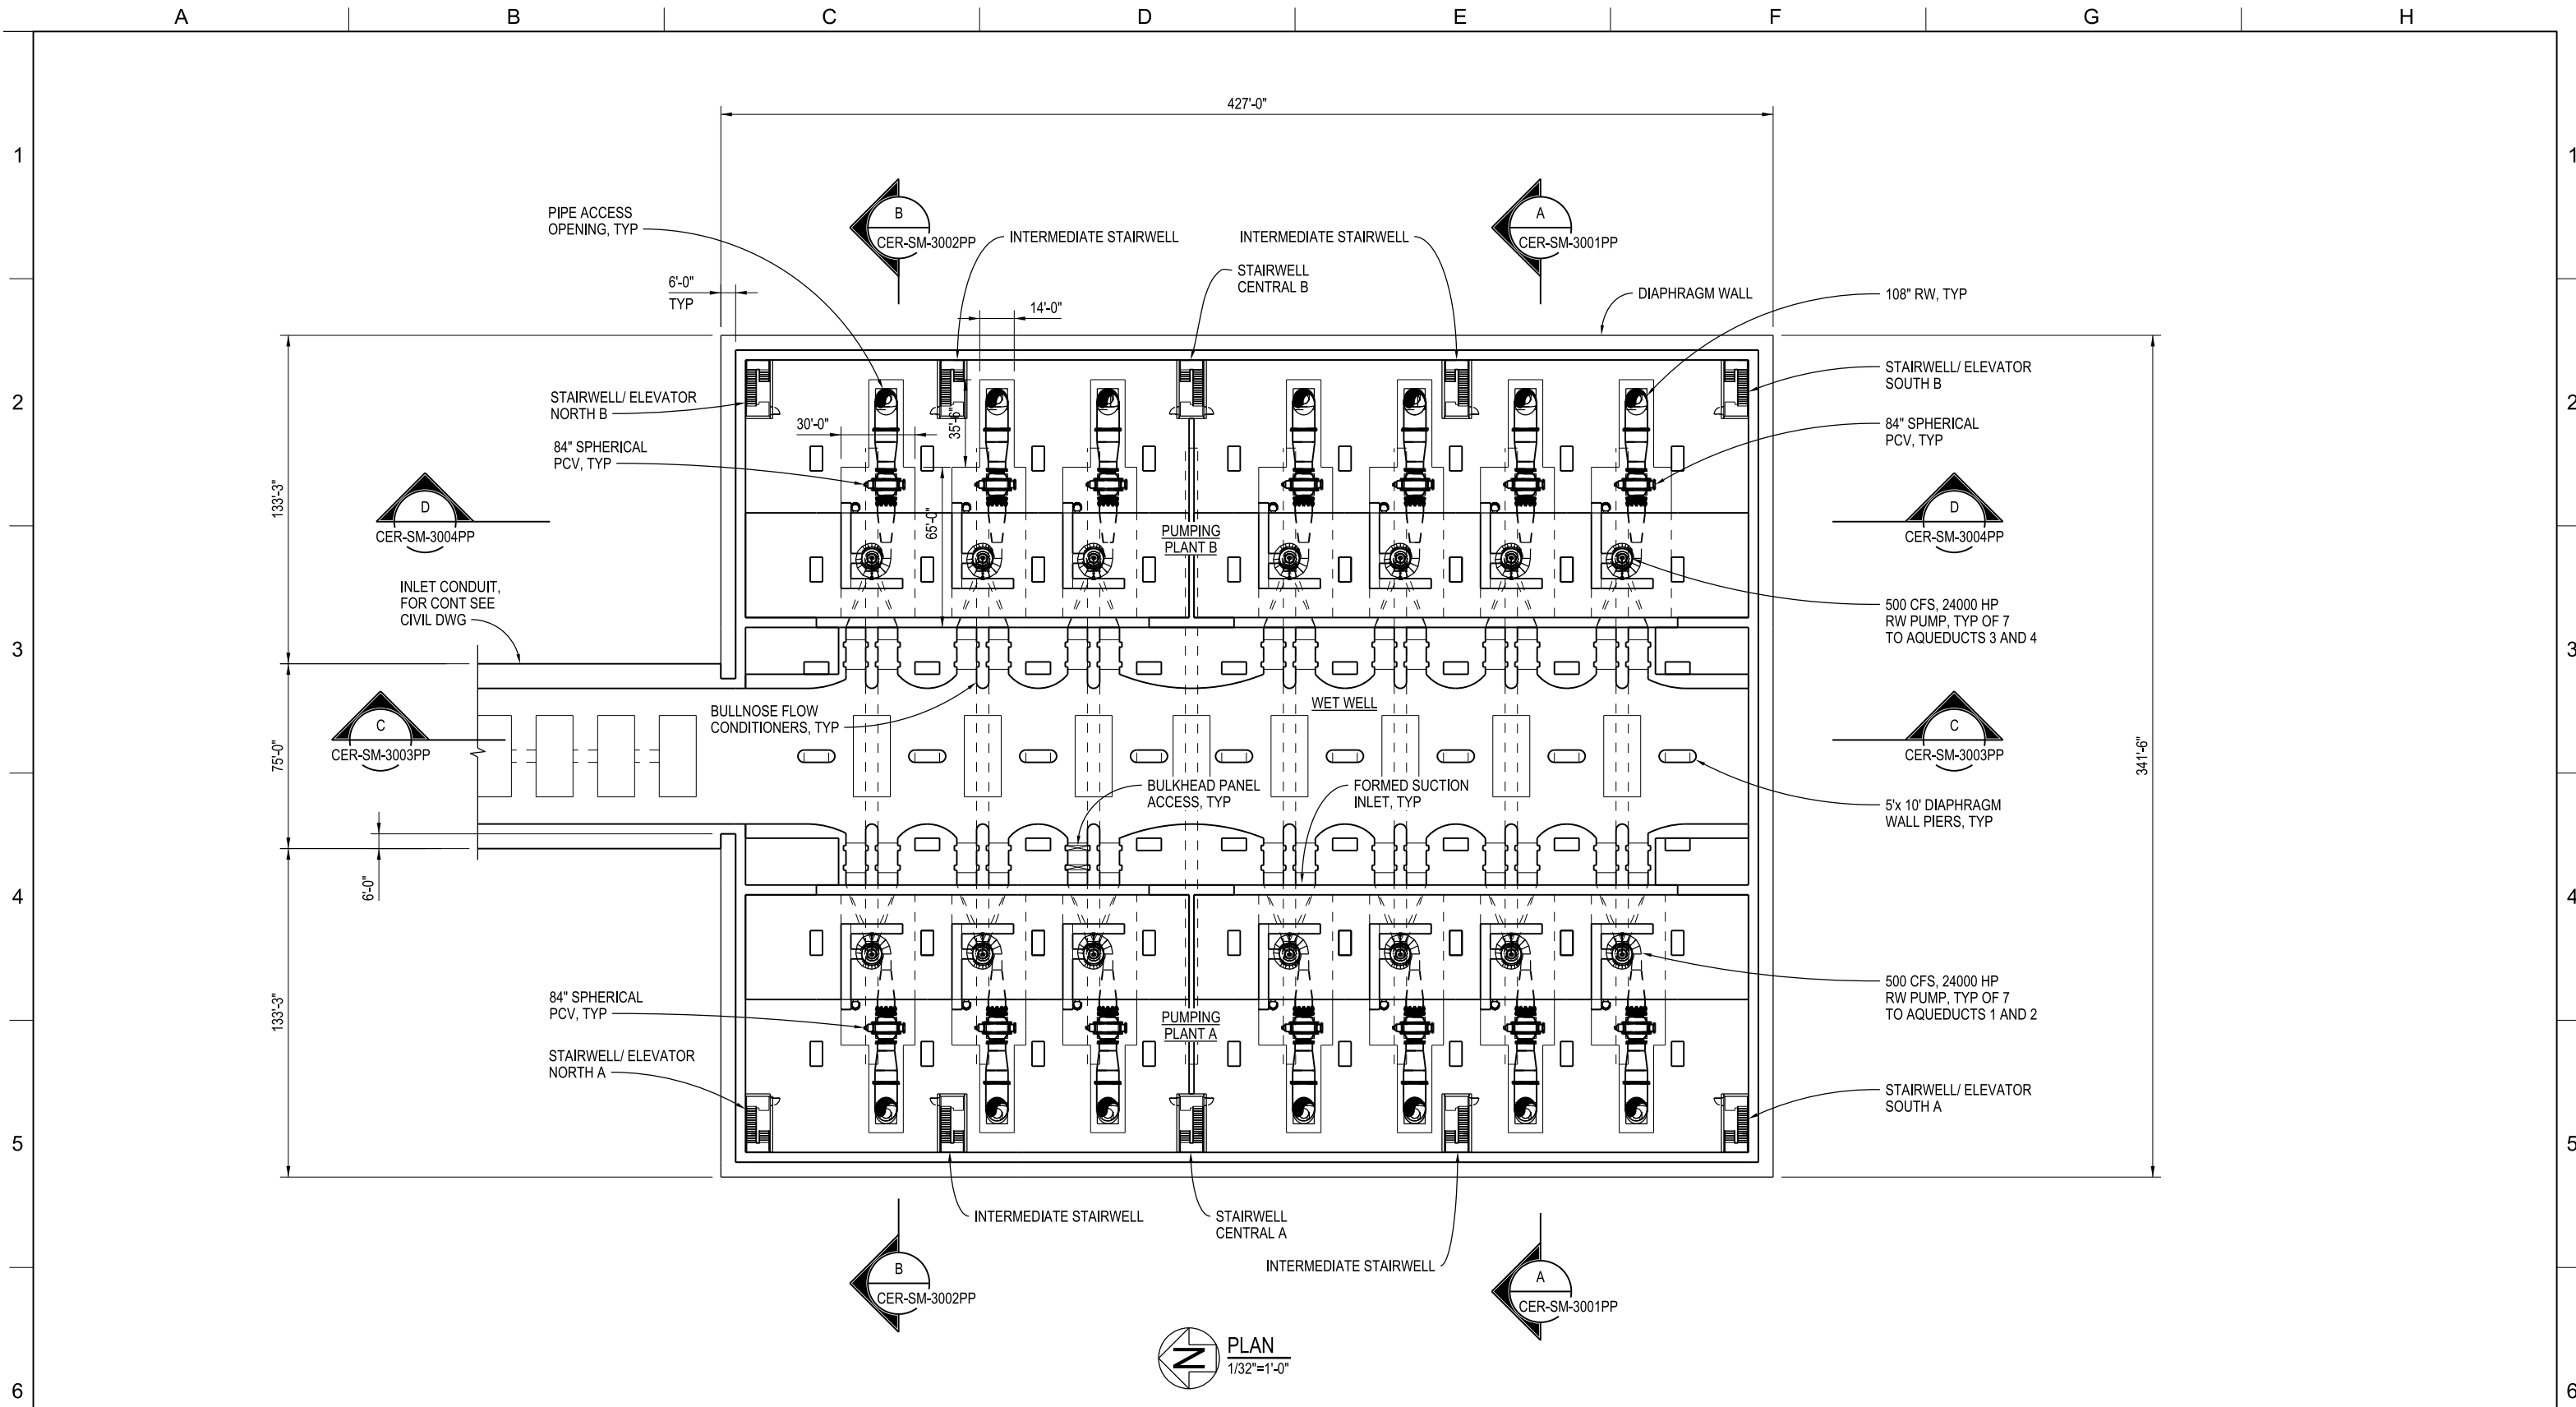 A B C D E F G H
427'-0"
1 1
PIPE ACCESS
OPENING, TYP
B
CER-SM-3002PP
INTERMEDIATE STAIRWELL
INTERMEDIATE STAIRWELL
A
CER-SM-3001PP
STAIRWELL
CENTRAL B
6'-0"
TYP
14'-0"
DIAPHRAGM WALL
108" RW, TYP
STAIRWELL/ ELEVATOR
SOUTH B
2 2
STAIRWELL/ ELEVATOR
NORTH B
30'-0"
35'-6"
84" SPHERICAL
PCV, TYP
84" SPHERICAL
PCV, TYP
133'-3"
D
CER-SM-3004PP
65'-0"
PUMPING
PLANT B
D
CER-SM-3004PP
INLET CONDUIT,
FOR CONT SEE
CIVIL DWG
500 CFS, 24000 HP
RW PUMP, TYP OF 7
TO AQUEDUCTS 3 AND 4
3 3
BULLNOSE FLOW
CONDITIONERS, TYP
WET WELL
C
CER-SM-3003PP
C
CER-SM-3003PP
75'-0"
341'-6"
BULKHEAD PANEL
ACCESS, TYP
FORMED SUCTION
INLET, TYP
5'x 10' DIAPHRAGM
WALL PIERS, TYP
6'-0"
4 4
133'-3"
84" SPHERICAL
PCV, TYP
PUMPING
PLANT A
500 CFS, 24000 HP
RW PUMP, TYP OF 7
TO AQUEDUCTS 1 AND 2
STAIRWELL/ ELEVATOR
NORTH A
STAIRWELL/ ELEVATOR
SOUTH A
5 5
INTERMEDIATE STAIRWELL
STAIRWELL
CENTRAL A
INTERMEDIATE STAIRWELL
B
CER-SM-3002PP
A
CER-SM-3001PP
N
PLAN
1/32"=1'-0"
6 6